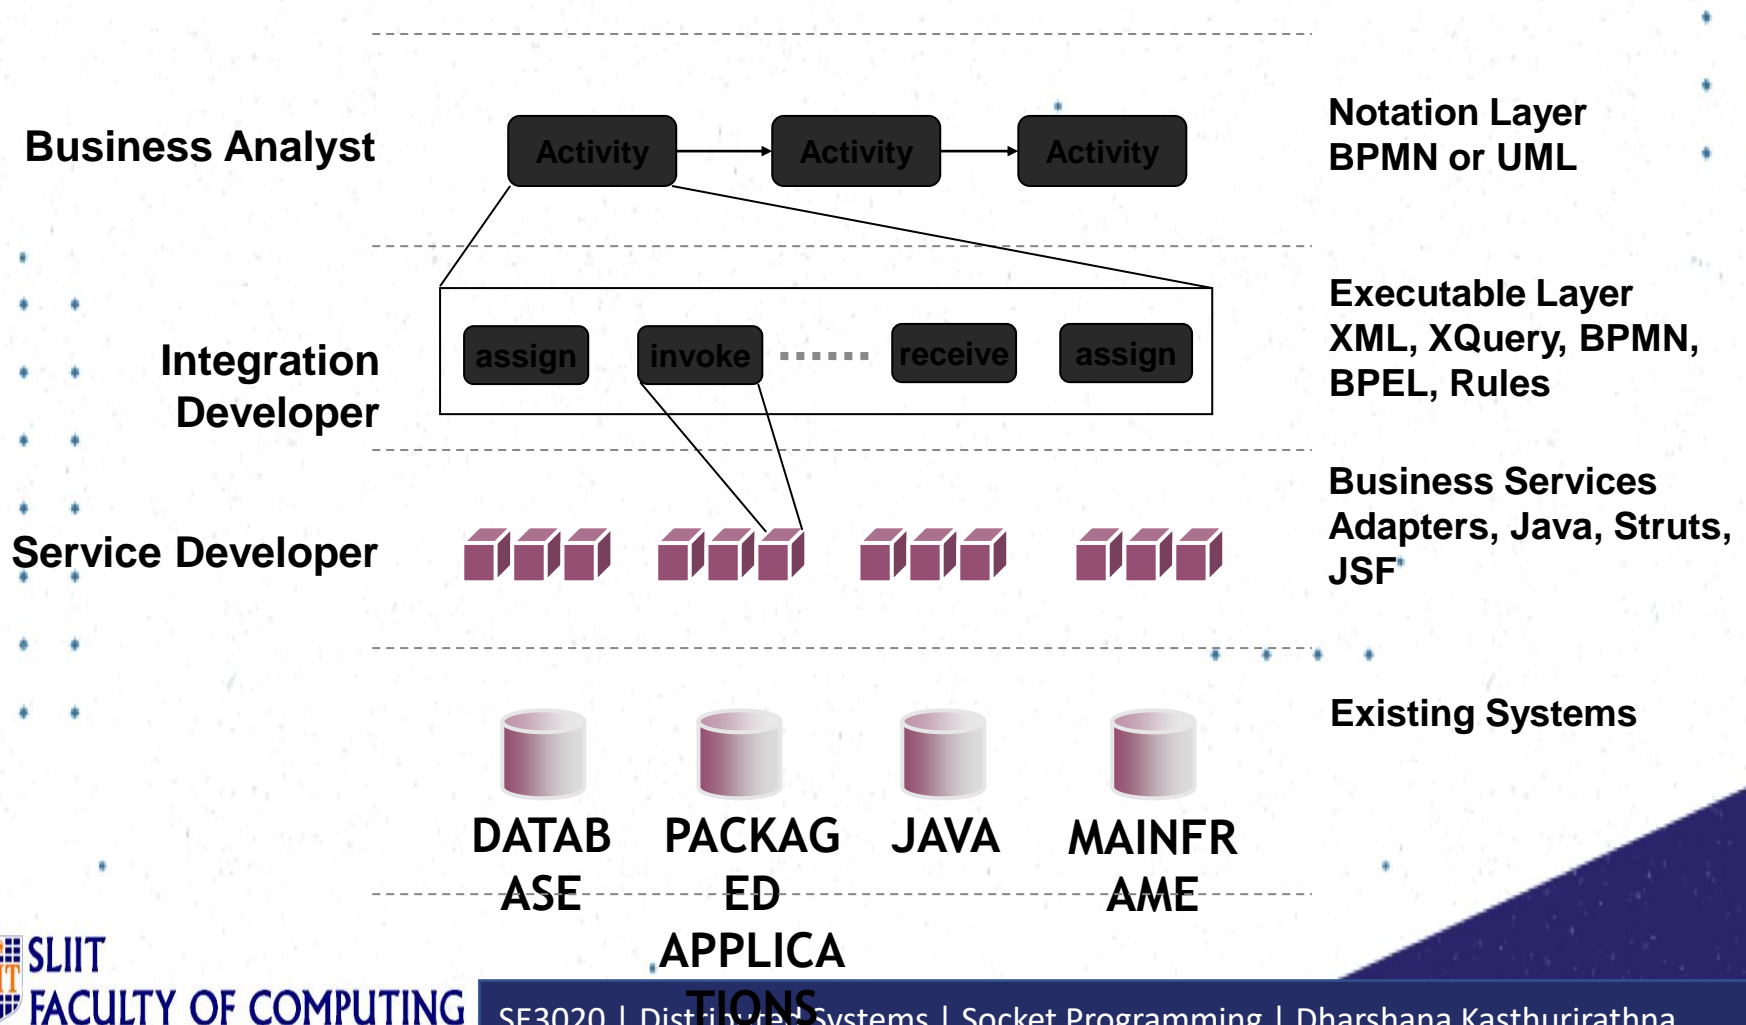 Business Analyst
Activity
Activity
Activity
Notation Layer
BPMN or UML
Integration
Developer
assign
invoke
receive
assign
Executable Layer
XML, XQuery, BPMN,
BPEL, Rules
Service Developer
Business Services
Adapters, Java, Struts,
JSF
Existing Systems
DATAB
ASE
PACKAG
ED
APPLICA
TIONS
JAVA
MAINFR
AME
SLIIT
FACULTY OF COMPUTING
SE3020 | Distributed Systems | Socket Programming | Dharshana Kasthurirathna